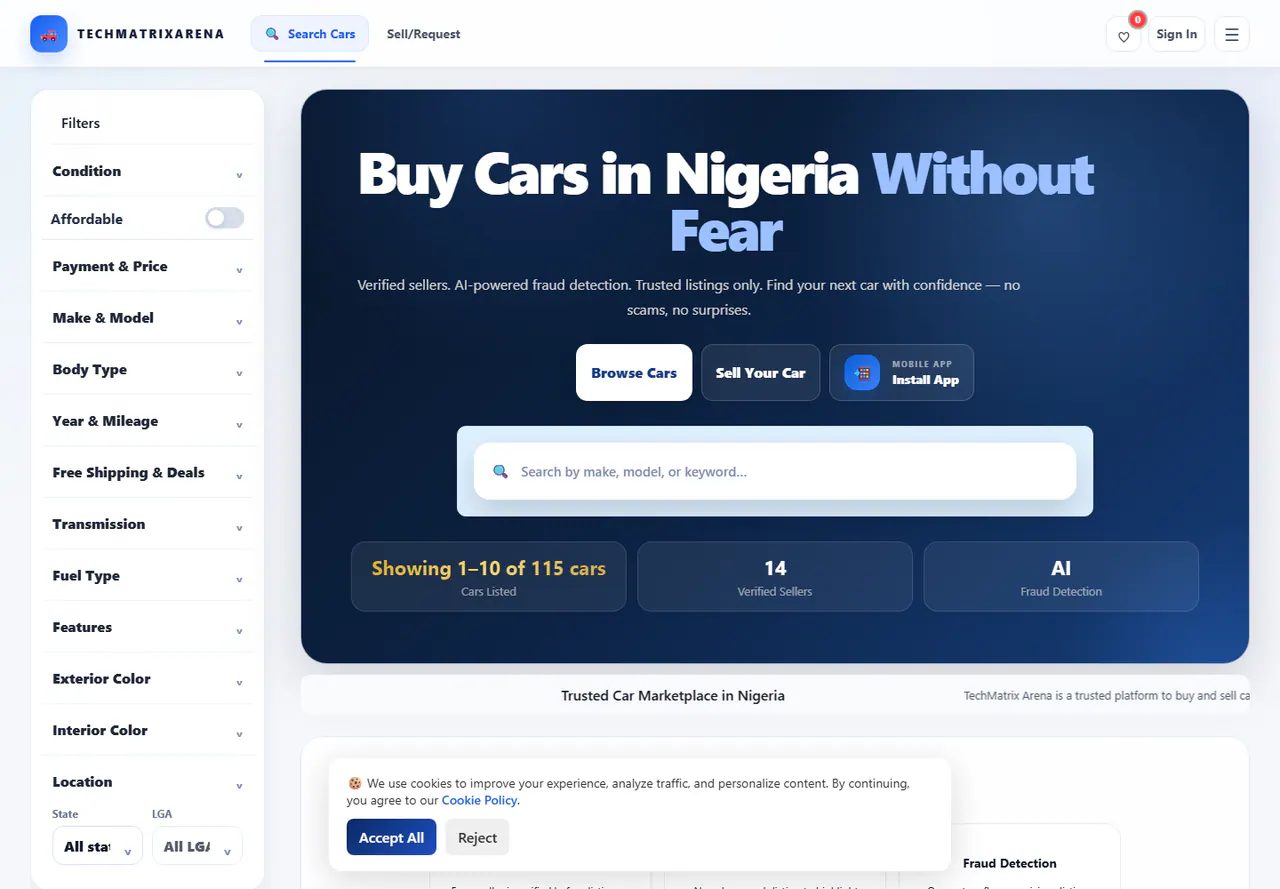 TECHMATRIXARENA
Search Cars
Sell/Request
0
Sign In
Filters
Condition
Affordable
Payment & Price
Make & Model
Body Type
Year & Mileage
Free Shipping & Deals
Transmission
Fuel Type
Features
Exterior Color
Interior Color
Location
State LGA
All stat All LGA
Buy Cars in Nigeria Without
Fear
Verified sellers. AI-powered fraud detection. Trusted listings only. Find your next car with confidence — no
scams, no surprises.
Browse Cars
Sell Your Car
MOBILE APP
Install App
Search by make, model, or keyword...
Showing 1–10 of 115 cars
Cars Listed
14
Verified Sellers
AI
Fraud Detection
Trusted Car Marketplace in Nigeria
TechMatrix Arena is a trusted platform to buy and sell ca
We use cookies to improve your experience, analyze traffic, and personalize content. By continuing,
you agree to our Cookie Policy.
Accept All
Reject
Fraud Detection